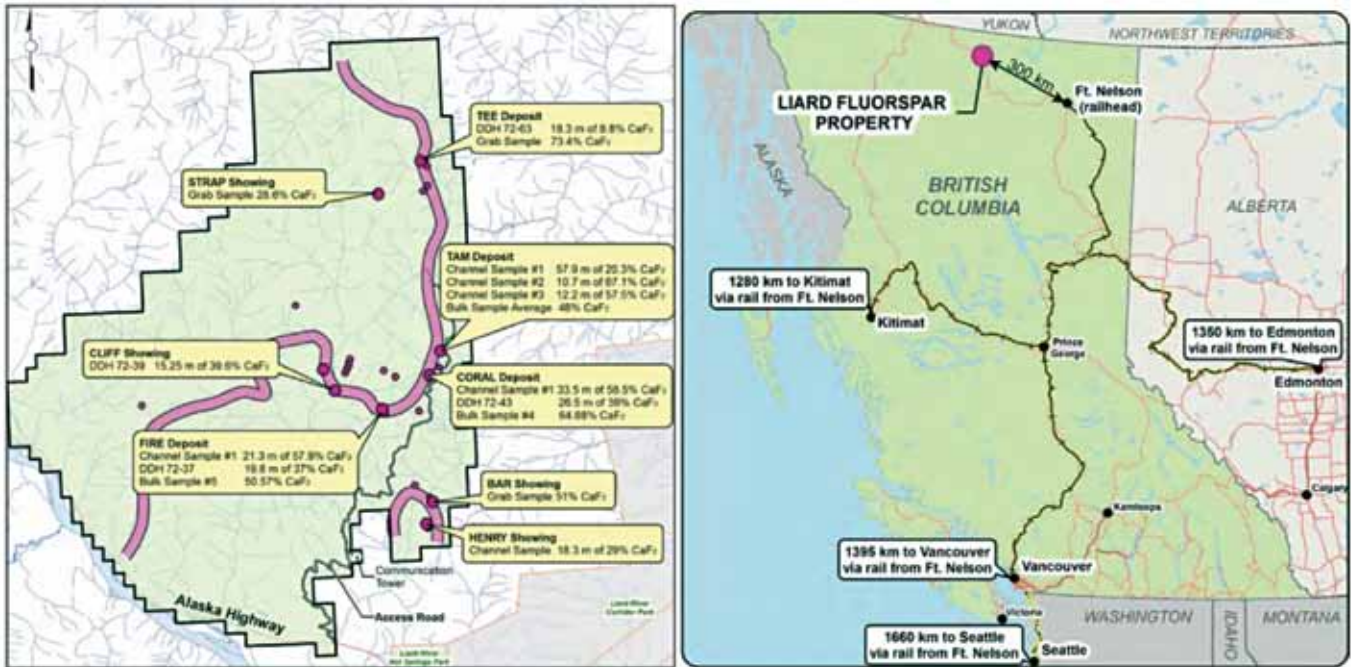 TEE Deposit
DDH 72-63 18.3 m of 8.8% CaF₂
Grab Sample 73.4% CaF₂
STRAP Showing
Grab Sample 28.6% CaF₂
TAM Deposit
Channel Sample #1 57.9 m of 20.3% CaF₂
Channel Sample #2 10.7 m of 67.1% CaF₂
Channel Sample #3 12.2 m of 57.5% CaF₂
Bulk Sample Average 48% CaF₂
CLIFF Showing
DDH 72-39 15.25 m of 39.6% CaF₂
CORAL Deposit
Channel Sample #1 33.5 m of 58.5% CaF₂
DDH 72-43 26.5 m of 39% CaF₂
Bulk Sample #4 64.88% CaF₂
FIRE Deposit
Channel Sample #1 21.3 m of 57.8% CaF₂
DDH 72-37 19.8 m of 37% CaF₂
Bulk Sample #5 50.57% CaF₂
BAR Showing
Grab Sample 51% CaF₂
HENRY Showing
Channel Sample 18.3 m of 29% CaF₂
Communication
Tower
Access Road
Alaska Highway
Liard River
Corridor Park
Liard River
Hot Springs Park
YUKON
NORTHWEST TERRITORIES
300 km
Ft. Nelson
(railhead)
LIARD FLUORSPAR
PROPERTY
ALASKA
BRITISH
COLUMBIA
ALBERTA
1280 km to Kitimat
via rail from Ft. Nelson
Kitimat
Prince
George
1350 km to Edmonton
via rail from Ft. Nelson
Edmonton
Calgary
Kamloops
1395 km to Vancouver
via rail from Ft. Nelson
Vancouver
Victoria
1660 km to Seattle
via rail from Ft. Nelson
Seattle
WASHINGTON
IDAHO
MONTANA